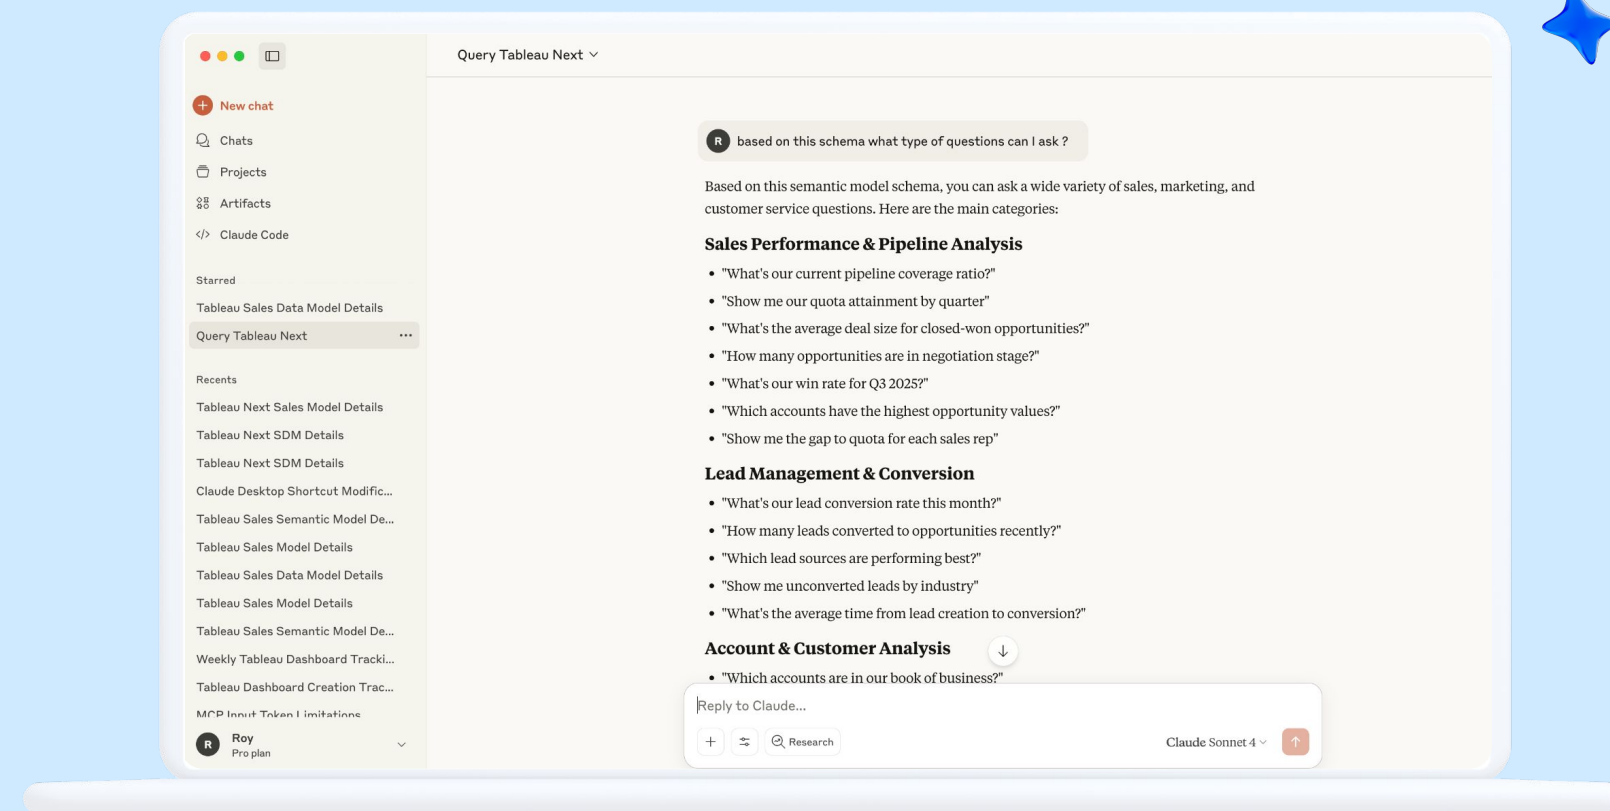 Query Tableau Next
New chat
Chats
Projects
Artifacts
Claude Code
Starred
Tableau Sales Data Model Details
Query Tableau Next
Recents
Tableau Next Sales Model Details
Tableau Next SDM Details
Tableau Next SDM Details
Claude Desktop Shortcut Modific...
Tableau Sales Semantic Model De...
Tableau Sales Model Details
Tableau Sales Data Model Details
Tableau Sales Model Details
Tableau Sales Semantic Model De...
Weekly Tableau Dashboard Tracki...
Tableau Dashboard Creation Trac...
MCP Input Token Limitations
R
Roy
Pro plan
R based on this schema what type of questions can I ask ?
Based on this semantic model schema, you can ask a wide variety of sales, marketing, and
customer service questions. Here are the main categories:
Sales Performance & Pipeline Analysis
• "What's our current pipeline coverage ratio?"
• "Show me our quota attainment by quarter"
• "What's the average deal size for closed-won opportunities?"
• "How many opportunities are in negotiation stage?"
• "What's our win rate for Q3 2025?"
• "Which accounts have the highest opportunity values?"
• "Show me the gap to quota for each sales rep"
Lead Management & Conversion
• "What's our lead conversion rate this month?"
• "How many leads converted to opportunities recently?"
• "Which lead sources are performing best?"
• "Show me unconverted leads by industry"
• "What's the average time from lead creation to conversion?"
Account & Customer Analysis
• "Which accounts are in our book of business?"
Reply to Claude...
Research
Claude Sonnet 4